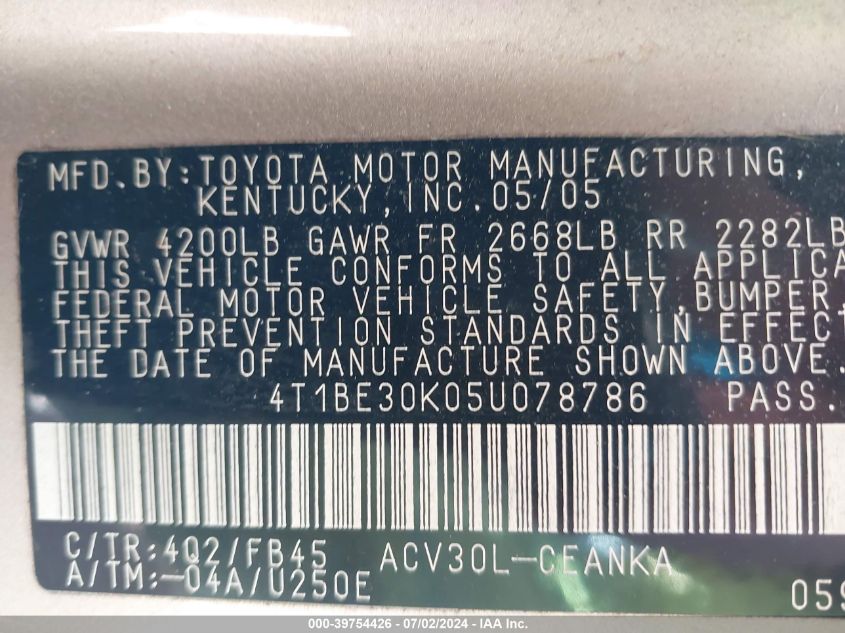 MFD.BY:TOYOTA MOTOR MANUFACTURING,
KENTUCKY,INC.05/05
GVWR 4200LB GAWR FR 2668LB RR 2282LB
THIS VEHICLE CONFORMS TO ALL APPLICA
FEDERAL MOTOR VEHICLE SAFETY,BUMPER,
THEFT PREVENTION STANDARDS IN EFFECT
THE DATE OF MANUFACTURE SHOWN ABOVE.
4T1BE30K05U078786 PASS.
C/TR:4Q2/FB45 ACV30L-CEANKA
A/TM:-04A/U250E 059
000-39754426 - 07/02/2024 - IAA Inc.